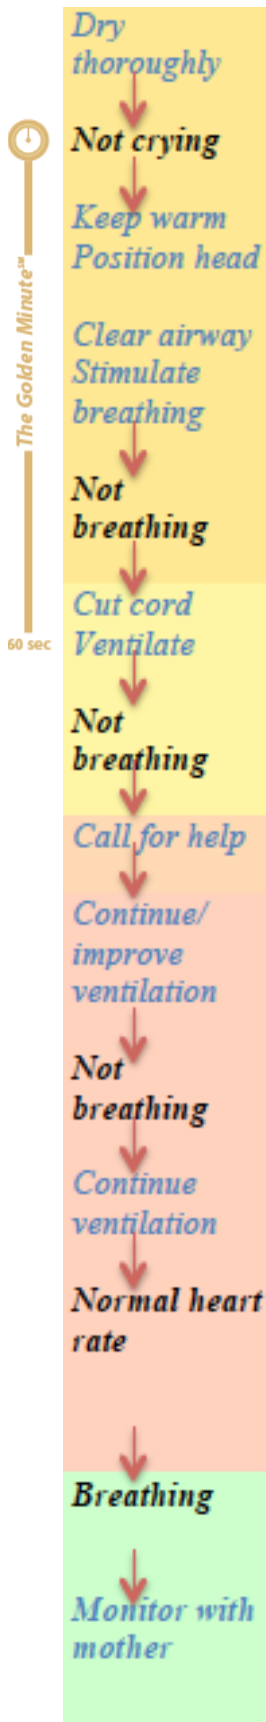 Dry
thoroughly
Not crying
Keep warm
Position head
Clear airway
Stimulate
breathing
Not
breathing
Cut cord
Ventilate
Not
breathing
Call for help
Continue/
improve
ventilation
Not
breathing
Continue
ventilation
Normal heart
rate
Breathing
Monitor with
mother
The Golden Minute℠
60 sec